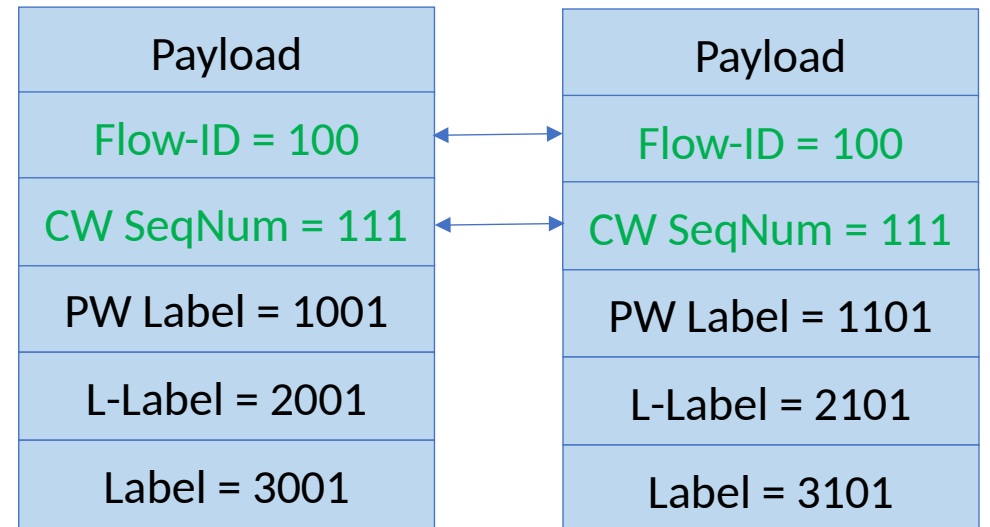 Payload
Flow-ID = 100
CW SeqNum = 111
PW Label = 1001
L-Label = 2001
Label = 3001
Payload
Flow-ID = 100
CW SeqNum = 111
PW Label = 1101
L-Label = 2101
Label = 3101